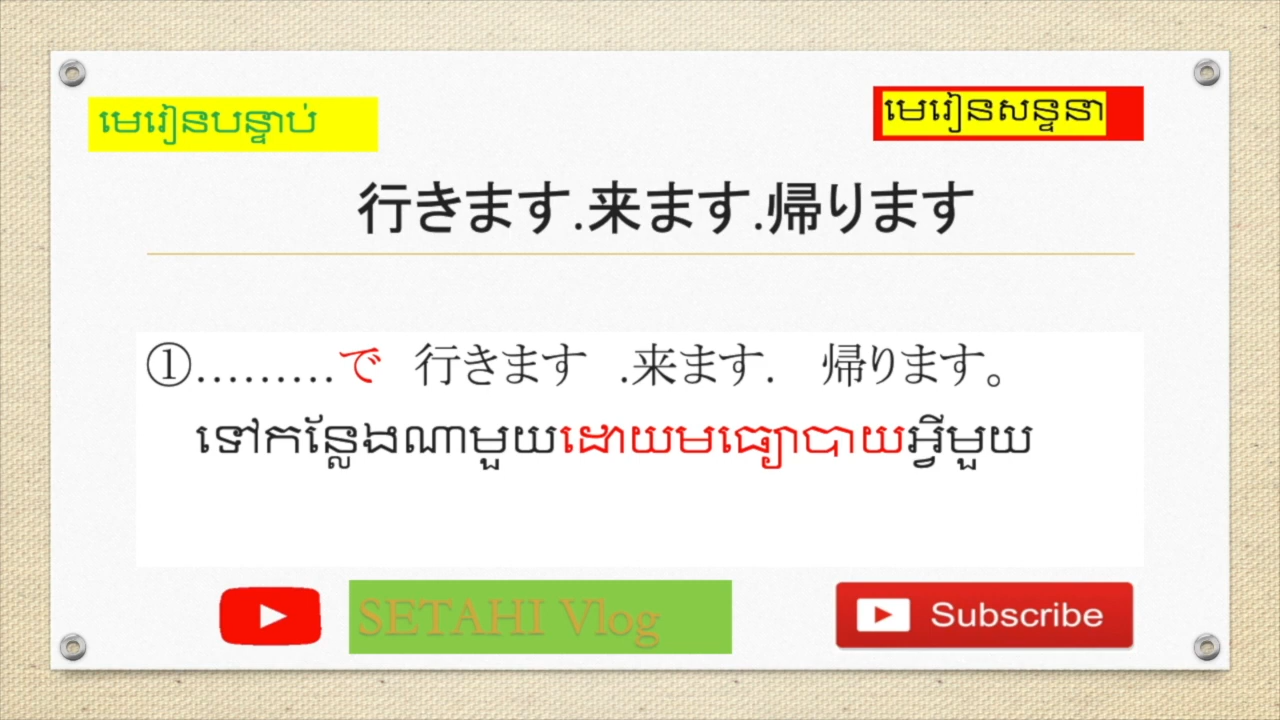 មេរៀនបន្ទាប់
មេរៀនសន្ទនា
行きます.来ます.帰ります
①.........で 行きます .来ます. 帰ります。
ទៅកន្លែងណាមួយដោយមធ្យោបាយអ្វីមួយ
SETAHI Vlog
Subscribe